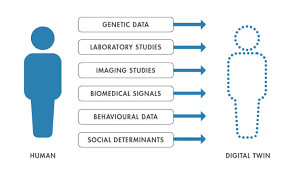 GENETIC DATA
LABORATORY STUDIES
IMAGING STUDIES
BIOMEDICAL SIGNALS
BEHAVIOURAL DATA
SOCIAL DETERMINANTS
HUMAN
DIGITAL TWIN